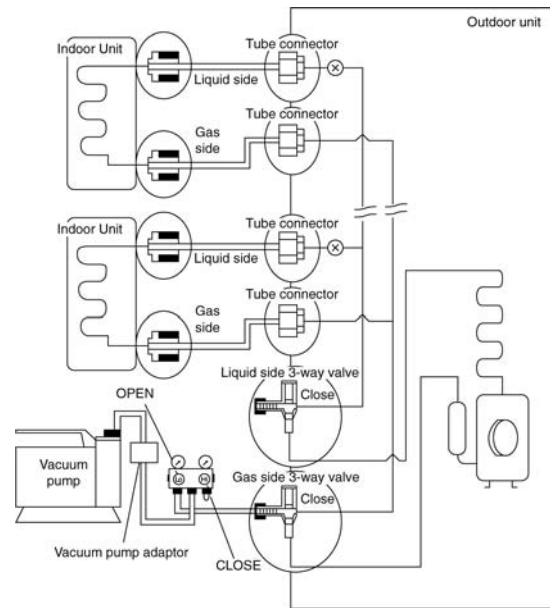 Outdoor unit
Indoor Unit
Tube connector
Liquid side
Tube connector
Gas
side
Indoor Unit
Tube connector
Liquid side
Gas
side
Tube connector
Liquid side 3-way valve
Close
OPEN
Vacuum
pump
Lo
Hi
Gas side 3-way valve
Close
Vacuum pump adaptor
CLOSE